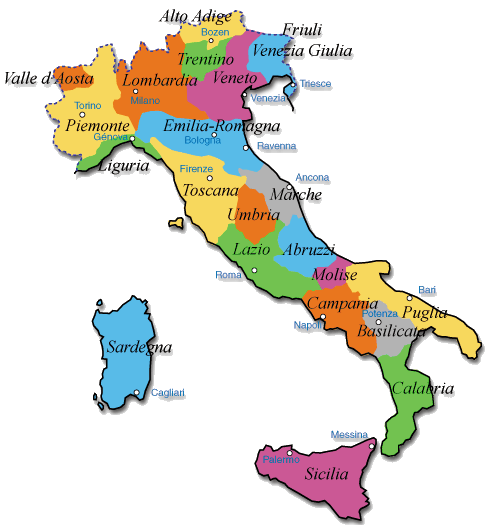 Alto Adige
Friuli
Bozen
Venezia Giulia
Trentino
Valle d'Aosta
Lombardia
Veneto
Triesce
Milano
Venezia
Torino
Piemonte
Emilia-Romagna
Génova
Bologna
Ravenna
Liguria
Firenze
Ancona
Toscana
Marche
Umbria
Lazio
Abruzzi
Roma
Molise
Bari
Campania
Puglia
Potenza
Napoli
Basilicata
Sardegna
Calabria
Cagliari
Messina
Palermo
Sicilia